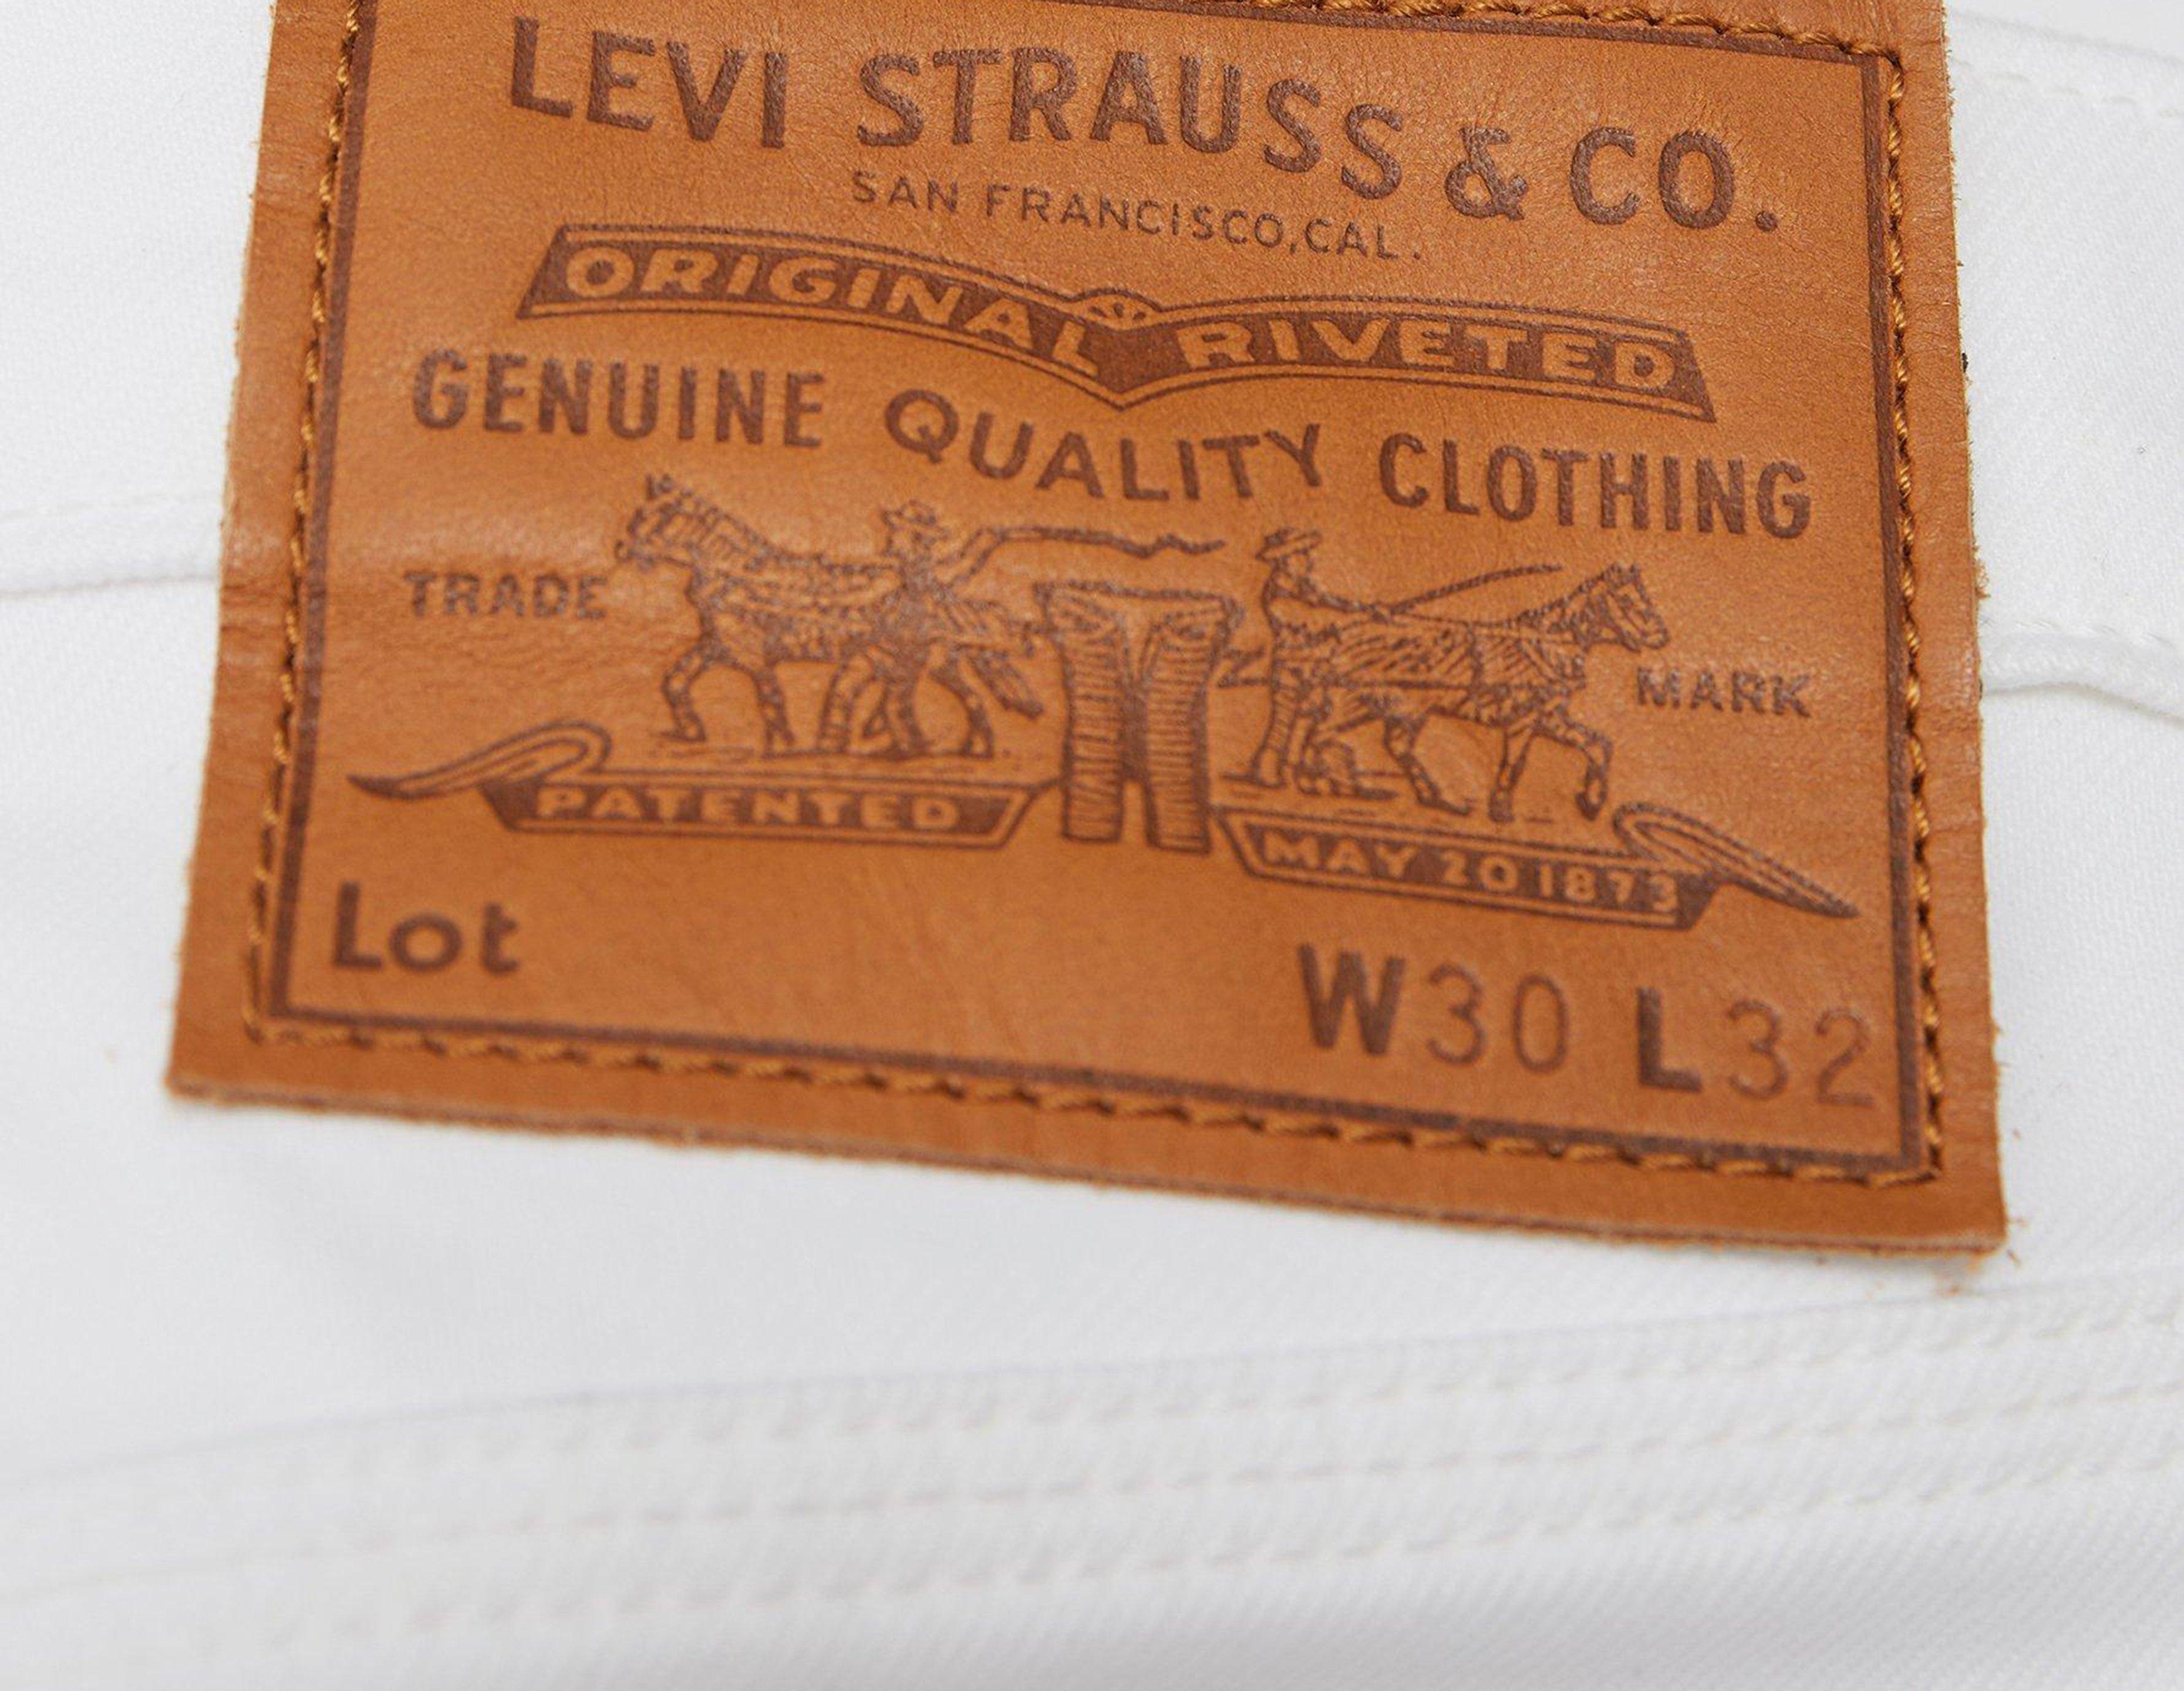 LEVI STRAUSS & CO.
SAN FRANCISCO, CAL.
ORIGINAL RIVETED
GENUINE QUALITY CLOTHING
TRADE MARK
PATENTED MAY 20 1873
Lot W30 L32